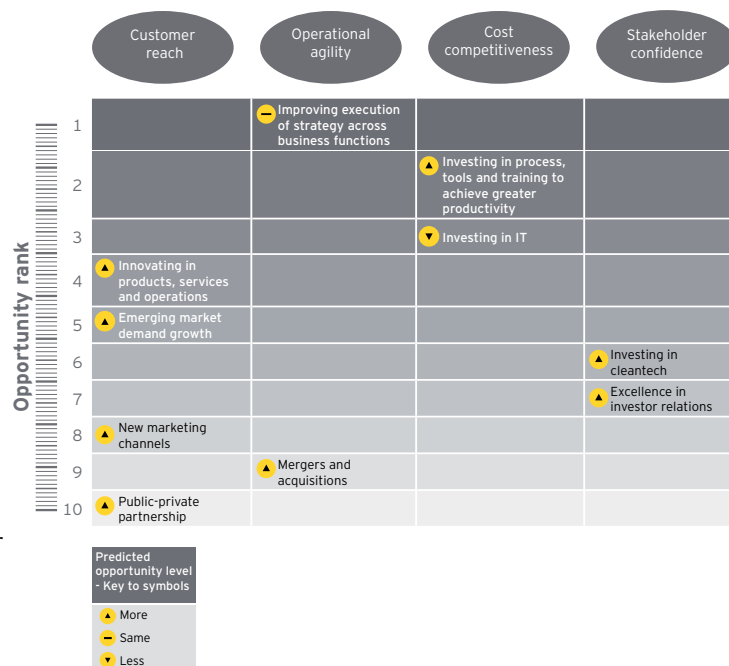 Customer
reach
Operational
agility
Cost
competitiveness
Stakeholder
confidence
Opportunity rank
1
Improving execution
of strategy across
business functions
2
Investing in process,
tools and training to
achieve greater
productivity
3
Investing in IT
4
Innovating in
products, services
and operations
5
Emerging market
demand growth
6
Investing in
cleantech
7
Excellence in
investor relations
8
New marketing
channels
9
Mergers and
acquisitions
10
Public-private
partnership
Predicted
opportunity level
- Key to symbols
More
Same
Less